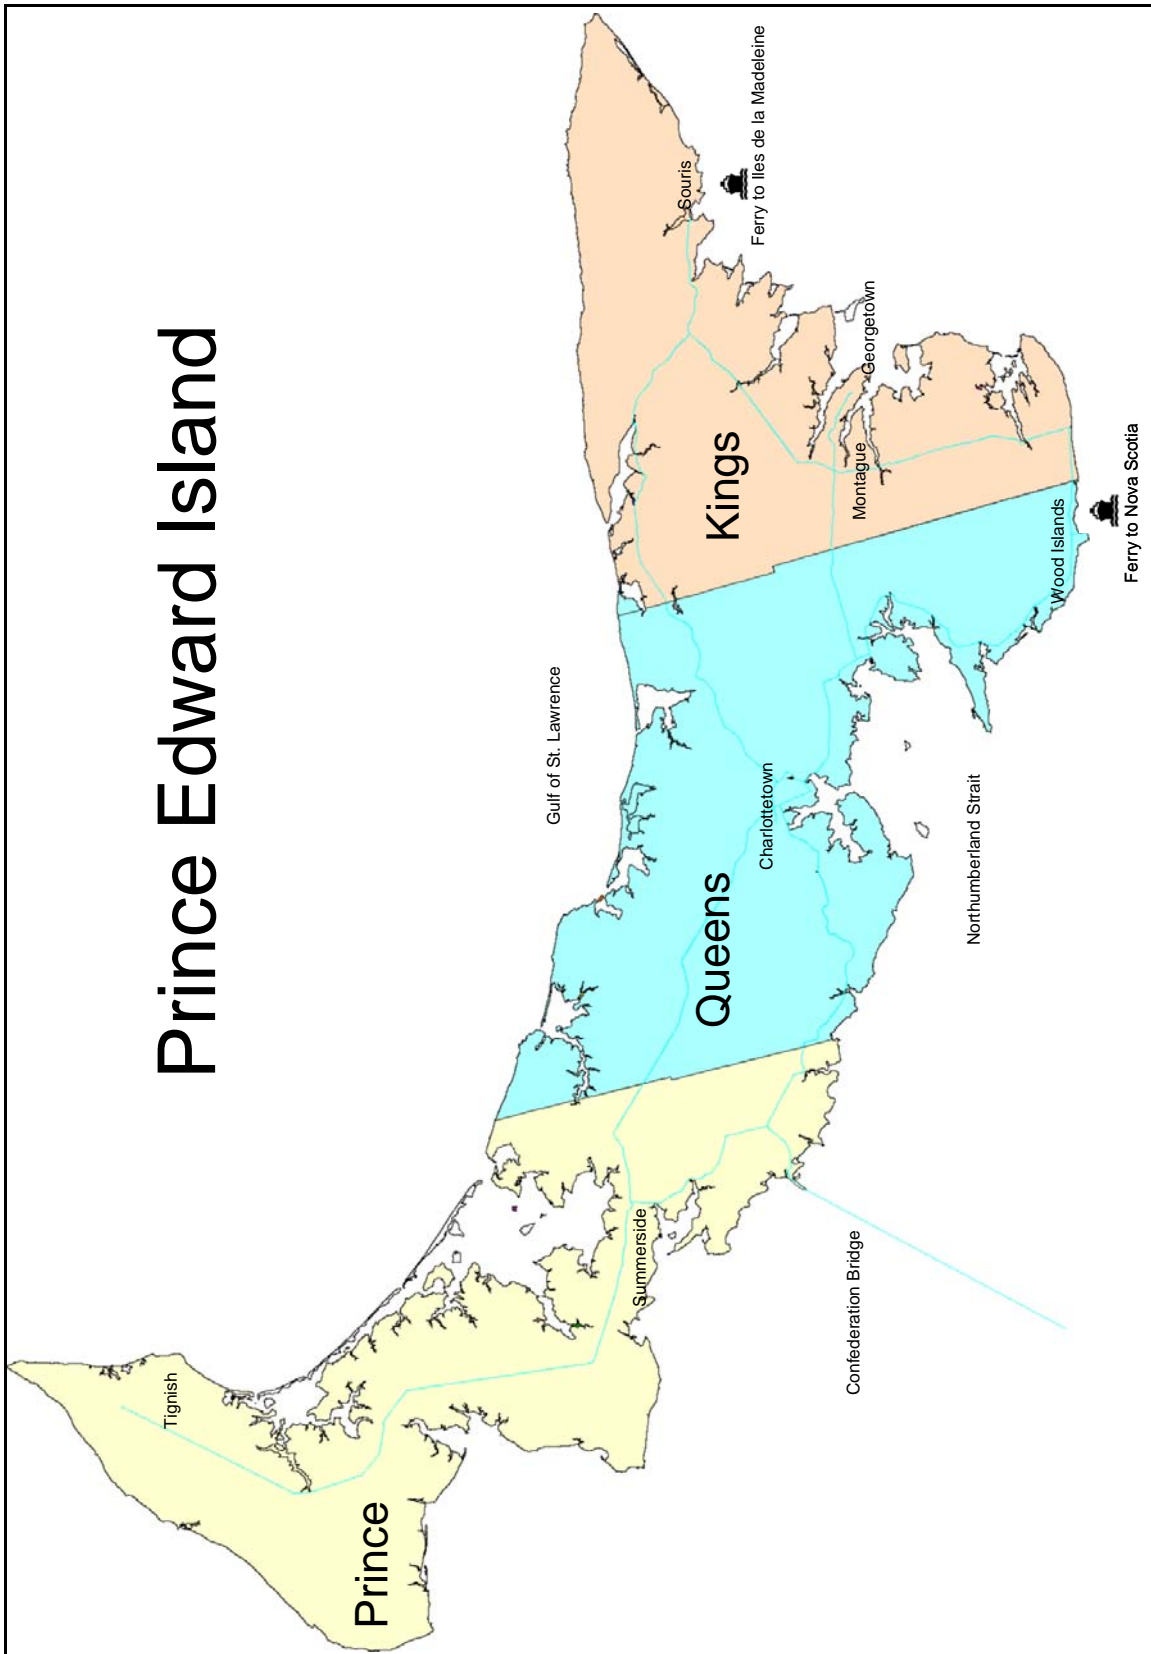 Prince Edward Island
Gulf of St. Lawrence
Tignish
Prince
Summerside
Queens
Charlottetown
Kings
Souris
Ferry to Iles de la Madeleine
Georgetown
Montague
Wood Islands
Ferry to Nova Scotia
Northumberland Strait
Confederation Bridge